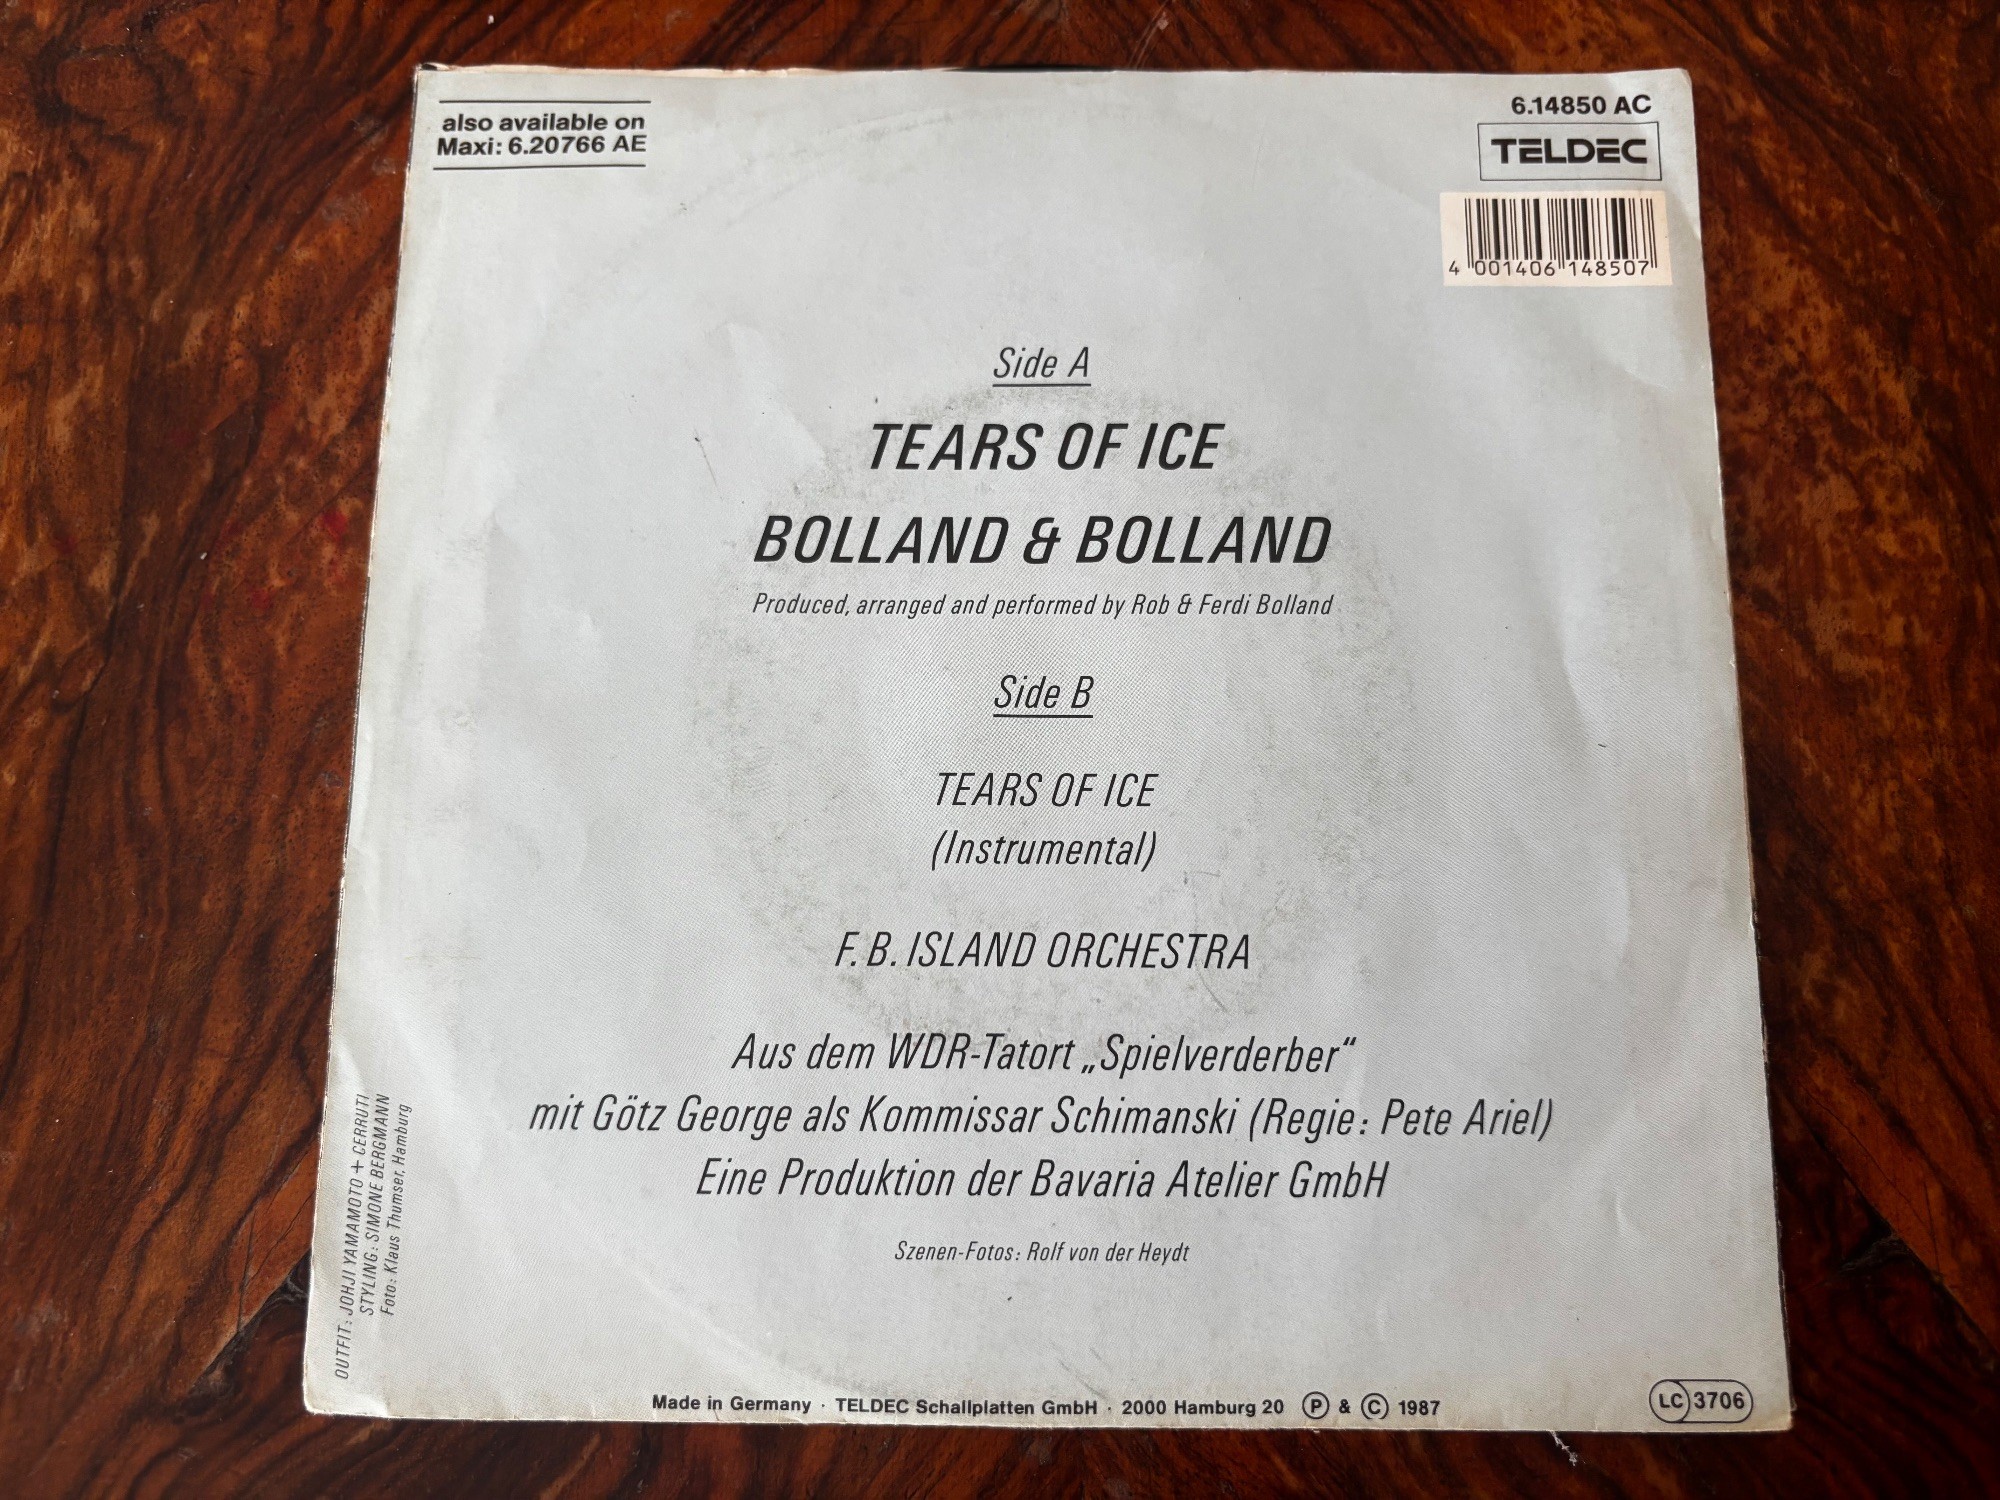 also available on
Maxi: 6.20766 AE
6.14850 AC
TELDEC
4 001406 148507
Side A
TEARS OF ICE
BOLLAND & BOLLAND
Produced, arranged and performed by Rob & Ferdi Bolland
Side B
TEARS OF ICE
(Instrumental)
F. B. ISLAND ORCHESTRA
Aus dem WDR-Tatort „Spielverderber“
mit Götz George als Kommissar Schimanski (Regie: Pete Ariel)
Eine Produktion der Bavaria Atelier GmbH
Szenen-Fotos: Rolf von der Heydt
OUTFIT: JOHJI YAMAMOTO + CERRUTI
STYLING: SIMONE BERGMANN
Foto: Klaus Thumser, Hamburg
Made in Germany · TELDEC Schallplatten GmbH · 2000 Hamburg 20 Ⓟ & © 1987
LC 3706